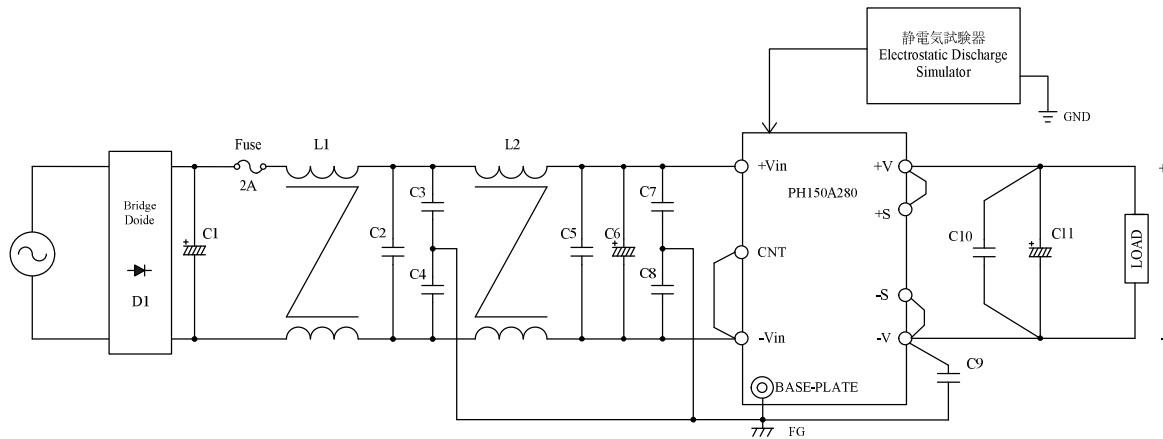 静電気試験器
Electrostatic Discharge
Simulator
GND
Fuse
2A
L1
L2
+Vin
+V
PH150A280
+S
Bridge
Doide
D1
+
C1
C2
C3
C4
C5
+
C6
C7
C8
CNT
-Vin
-S
-V
C10
+
C11
LOAD
+
-
C9
BASE-PLATE
FG